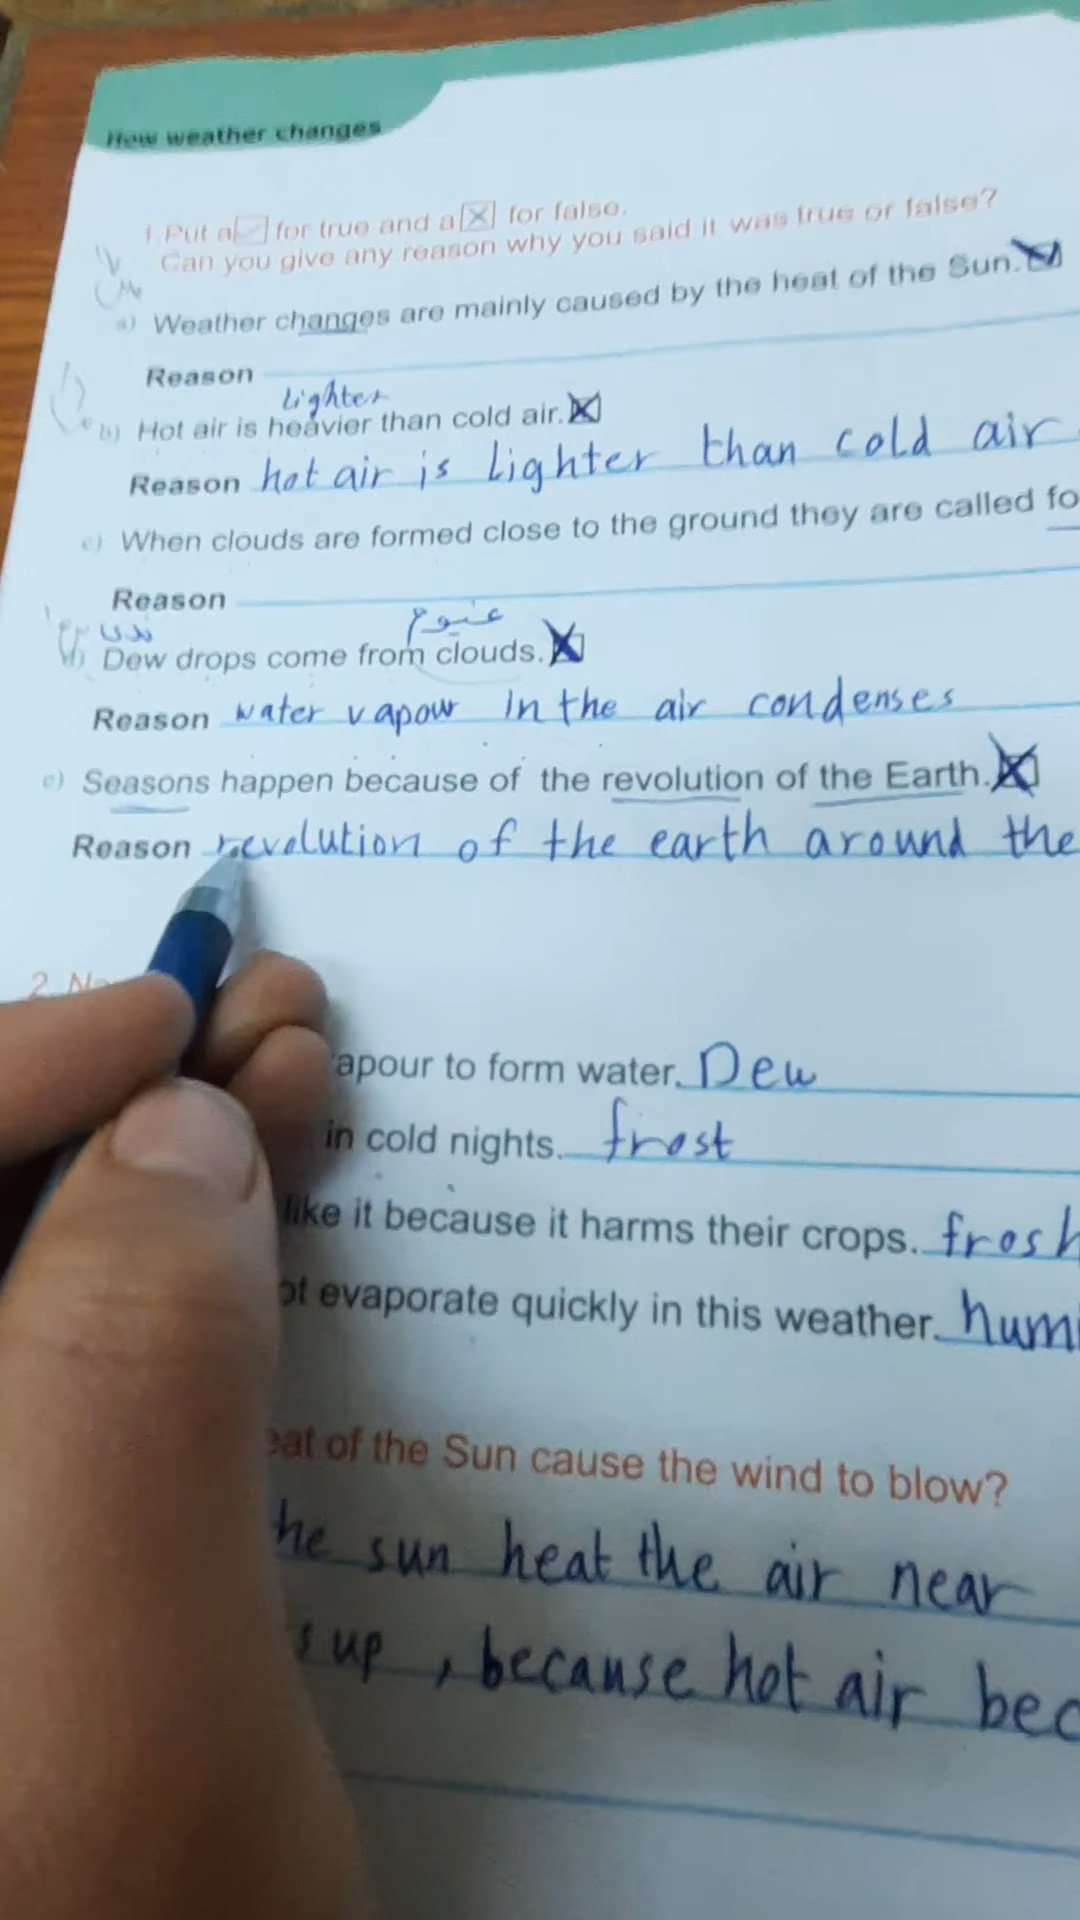 How weather changes
1. Put a ☑ for true and a ☒ for false.
Can you give any reason why you said it was true or false?
a) Weather changes are mainly caused by the heat of the Sun.
Reason
Lighter
b) Hot air is heavier than cold air.
Reason hot air is lighter than cold air
c) When clouds are formed close to the ground they are called fo
Reason
ندى غيوم
d) Dew drops come from clouds.
Reason water vapour in the air condenses
e) Seasons happen because of the revolution of the Earth.
Reason revolution of the earth around the
2.
apour to form water. Dew
in cold nights. frost
like it because it harms their crops. frost
ot evaporate quickly in this weather. humi
eat of the Sun cause the wind to blow?
he sun heat the air near
s up, because hot air bec